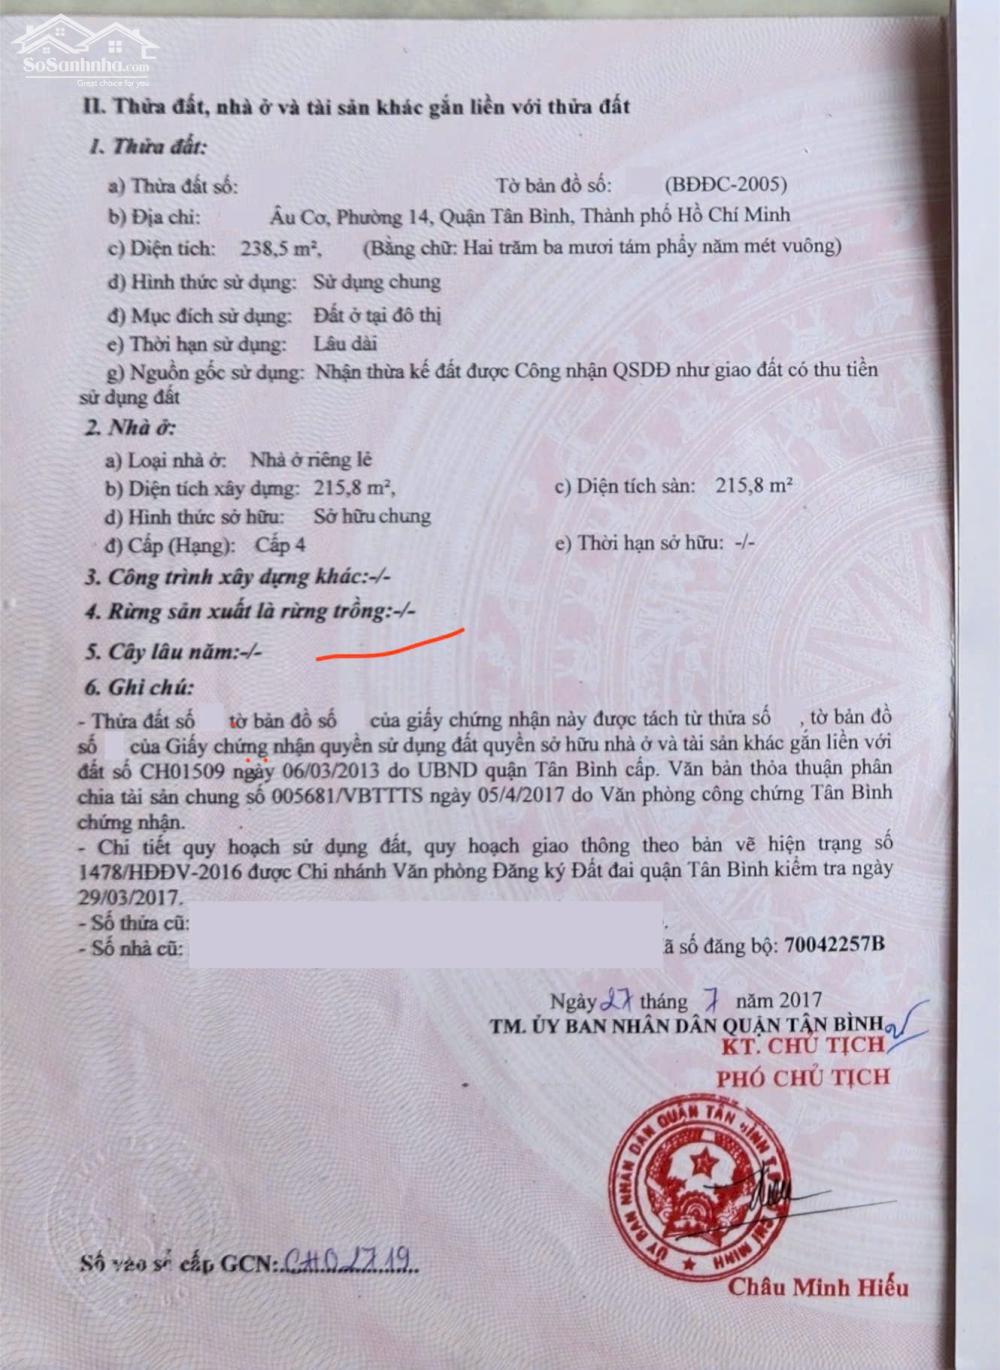 SoSanhnha.com
Great choice for you
II. Thửa đất, nhà ở và tài sản khác gắn liền với thửa đất
1. Thửa đất:
a) Thửa đất số: Tờ bản đồ số: (BĐĐC-2005)
b) Địa chỉ: Âu Cơ, Phường 14, Quận Tân Bình, Thành phố Hồ Chí Minh
c) Diện tích: 238,5 m², (Bằng chữ: Hai trăm ba mươi tám phẩy năm mét vuông)
d) Hình thức sử dụng: Sử dụng chung
đ) Mục đích sử dụng: Đất ở tại đô thị
e) Thời hạn sử dụng: Lâu dài
g) Nguồn gốc sử dụng: Nhận thừa kế đất được Công nhận QSDĐ như giao đất có thu tiền
sử dụng đất
2. Nhà ở:
a) Loại nhà ở: Nhà ở riêng lẻ
b) Diện tích xây dựng: 215,8 m², c) Diện tích sàn: 215,8 m²
d) Hình thức sở hữu: Sở hữu chung
đ) Cấp (Hạng): Cấp 4 e) Thời hạn sở hữu: -/-
3. Công trình xây dựng khác:-/-
4. Rừng sản xuất là rừng trồng:-/-
5. Cây lâu năm:-/-
6. Ghi chú:
- Thửa đất số tờ bản đồ số của giấy chứng nhận này được tách từ thửa số , tờ bản đồ
số của Giấy chứng nhận quyền sử dụng đất quyền sở hữu nhà ở và tài sản khác gắn liền với
đất số CH01509 ngày 06/03/2013 do UBND quận Tân Bình cấp. Văn bản thỏa thuận phân
chia tài sản chung số 005681/VBTTTS ngày 05/4/2017 do Văn phòng công chứng Tân Bình
chứng nhận.
- Chi tiết quy hoạch sử dụng đất, quy hoạch giao thông theo bản vẽ hiện trạng số
1478/HĐĐV-2016 được Chi nhánh Văn phòng Đăng ký Đất đai quận Tân Bình kiểm tra ngày
29/03/2017.
- Số thửa cũ:
- Số nhà cũ: ã số đăng bộ: 70042257B
Ngày 27 tháng 7 năm 2017
TM. ỦY BAN NHÂN DÂN QUẬN TÂN BÌNH
KT. CHỦ TỊCH
PHÓ CHỦ TỊCH
ỦY BAN NHÂN DÂN QUẬN TÂN BÌNH T.P HỒ CHÍ MINH
Số vào sổ cấp GCN: CH02719
Châu Minh Hiếu